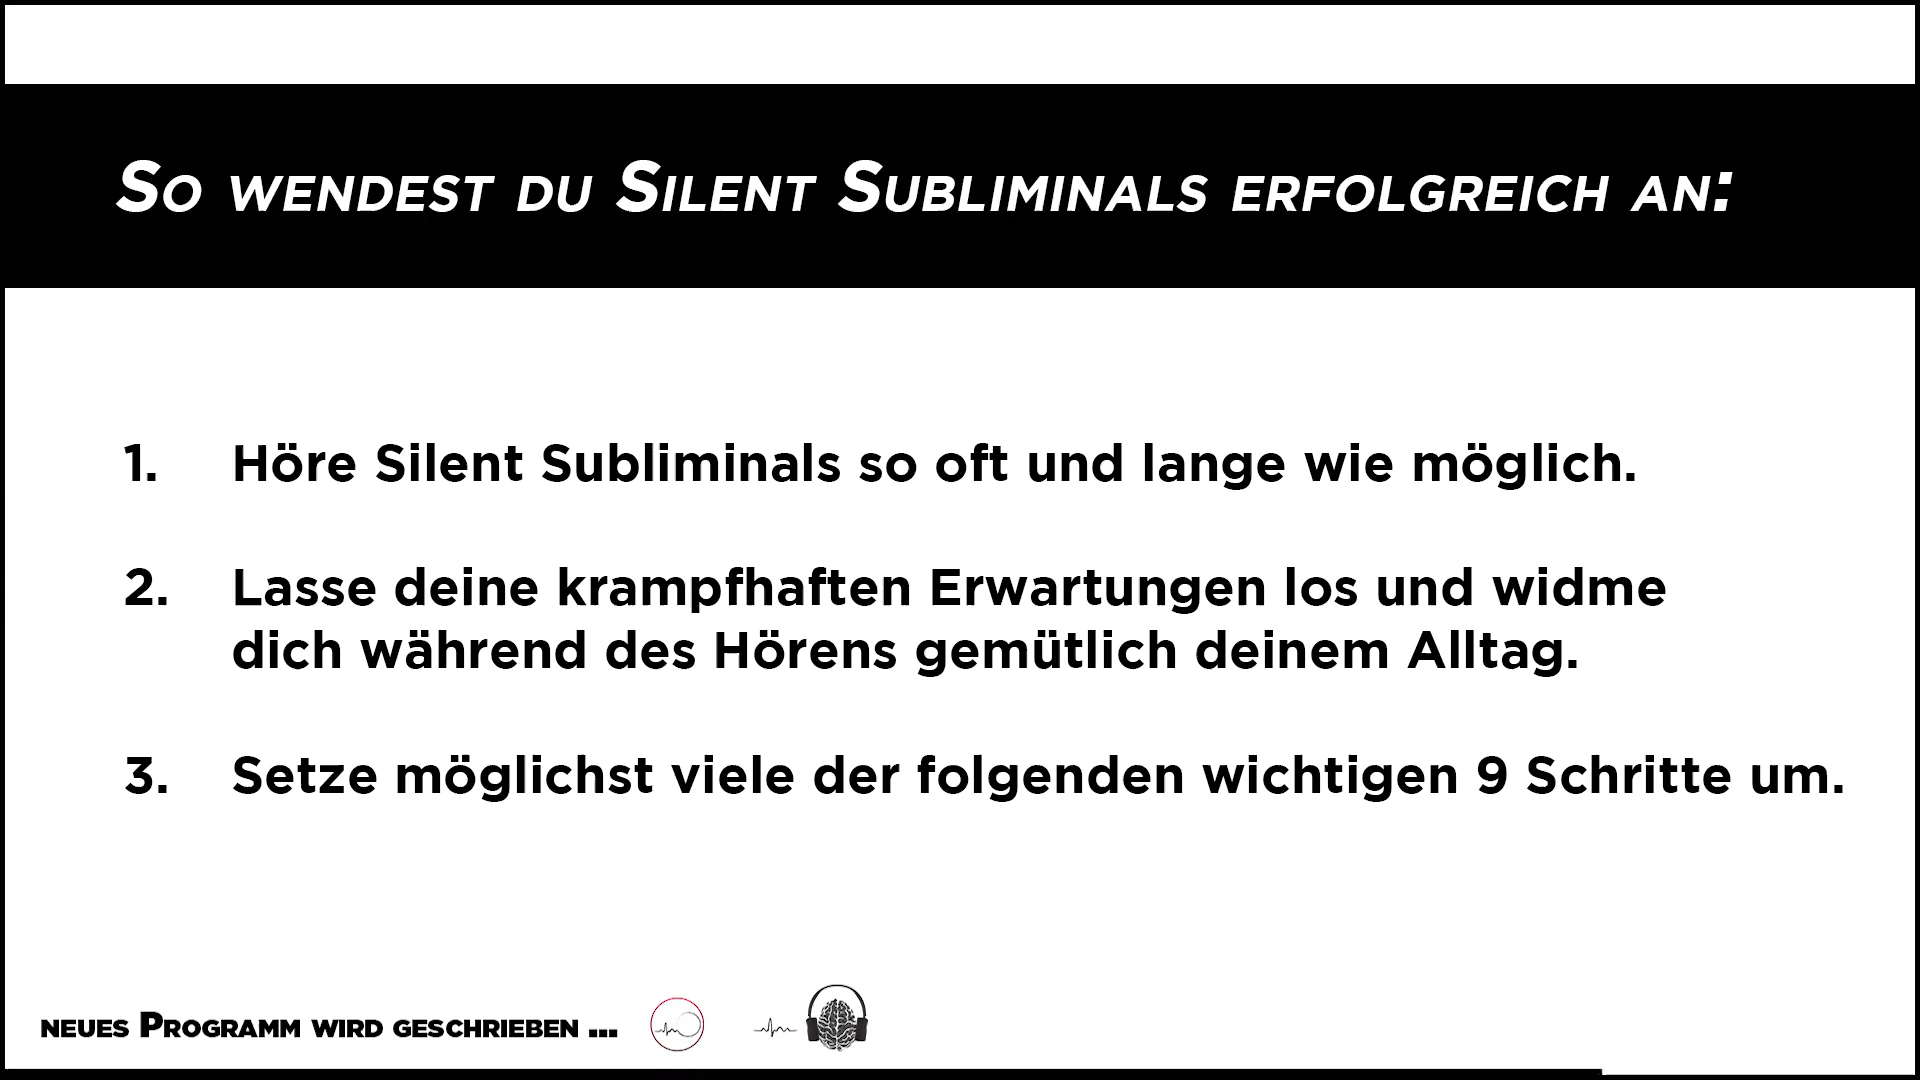 So wendest du Silent Subliminals erfolgreich an:
1. Höre Silent Subliminals so oft und lange wie möglich.
2. Lasse deine krampfhaften Erwartungen los und widme
dich während des Hörens gemütlich deinem Alltag.
3. Setze möglichst viele der folgenden wichtigen 9 Schritte um.
neues Programm wird geschrieben ...